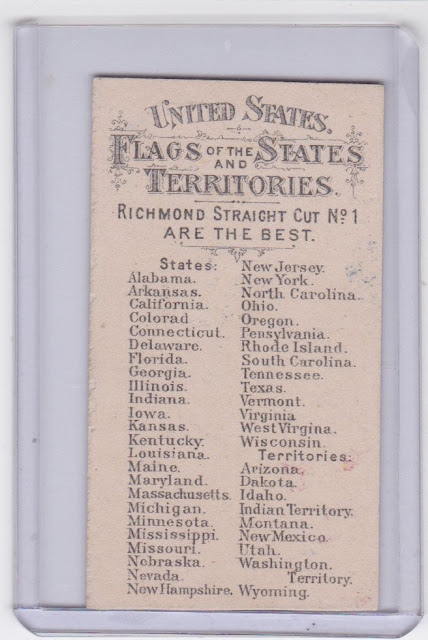 UNITED STATES.
FLAGS OF THE STATES
AND
TERRITORIES.
RICHMOND STRAIGHT CUT No. 1
ARE THE BEST.
States:
Alabama.
Arkansas.
California.
Colorad
Connecticut.
Delaware.
Florida.
Georgia.
Illinois.
Indiana.
Iowa.
Kansas.
Kentucky.
Louisiana.
Maine.
Maryland.
Massachusetts.
Michigan.
Minnesota.
Mississippi.
Missouri.
Nebraska.
Nevada.
New Hampshire.
New Jersey.
New York.
North Carolina.
Ohio.
Oregon.
Pensylvania.
Rhode Island.
South Carolina.
Tennessee.
Texas.
Vermont.
Virginia
West Virgina.
Wisconsin.
Territories:
Arizona.
Dakota.
Idaho.
Indian Territory.
Montana.
New Mexico.
Utah.
Washington.
Territory.
Wyoming.